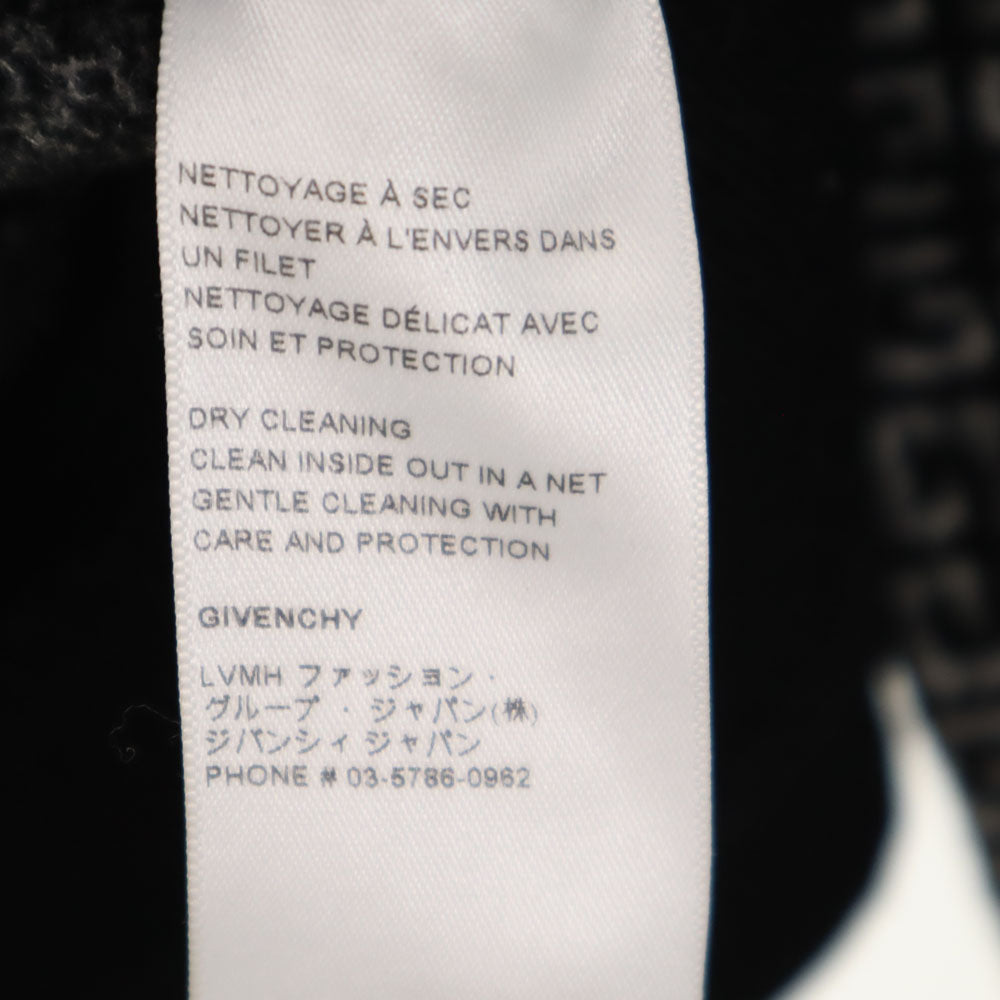 NETTOYAGE À SEC
NETTOYER À L'ENVERS DANS
UN FILET
NETTOYAGE DÉLICAT AVEC
SOIN ET PROTECTION
DRY CLEANING
CLEAN INSIDE OUT IN A NET
GENTLE CLEANING WITH
CARE AND PROTECTION
GIVENCHY
LVMH ファッション ·
グループ · ジャパン(株)
ジバンシィ ジャパン
PHONE # 03-5786-0962